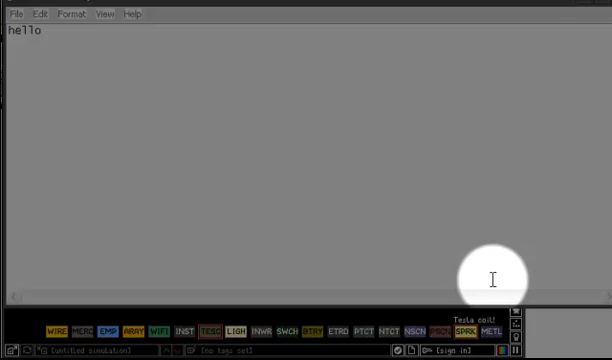 File Edit Format View Help
hello
Tesla coil!
WIRE MERC EMP ARAY WIFI INST TESC LIGH INWR SWCH BTRY ETRD PTCT NTCT NSCN PSCN SPRK METL
[Untitled simulation] [no tags set] [sign in]